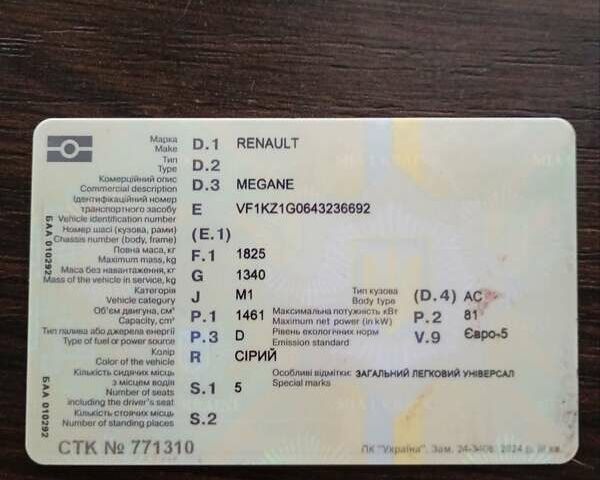 Марка D.1 RENAULT
Make
Тип D.2
Type
Комерційний опис D.3 MEGANE
Commercial description
Ідентифікаційний номер
транспортного засобу E VF1KZ1G0643236692
Vehicle identification number
Номер шасі (кузова, рами) (E.1)
Chassis number (body, frame)
Повна маса, кг F.1 1825
Maximum mass, kg
Маса без навантаження, кг G 1340
Mass of the vehicle in service, kg
Категорія J M1 Тип кузова (D.4) AC
Vehicle category Body type
Об'єм двигуна, см³ P.1 1461 Максимальна потужність кВт P.2 81
Capacity, cm³ Maximum net power (in kW)
Тип палива або джерела енергії P.3 D Рівень екологічних норм V.9 Євро-5
Type of fuel or power source Emission standard
Колір R СІРИЙ
Color of the vehicle
Кількість сидячих місць Особливі відмітки: ЗАГАЛЬНИЙ ЛЕГКОВИЙ УНІВЕРСАЛ
з місцем водія S.1 5 Special marks
Number of seats
including the driver's seat
Кількість стоячих місць S.2
Number of standing places
СТК № 771310
ПК "Україна". Зам. 24-3406. 2024 р. кв.
БАА 010292
БАА 010292